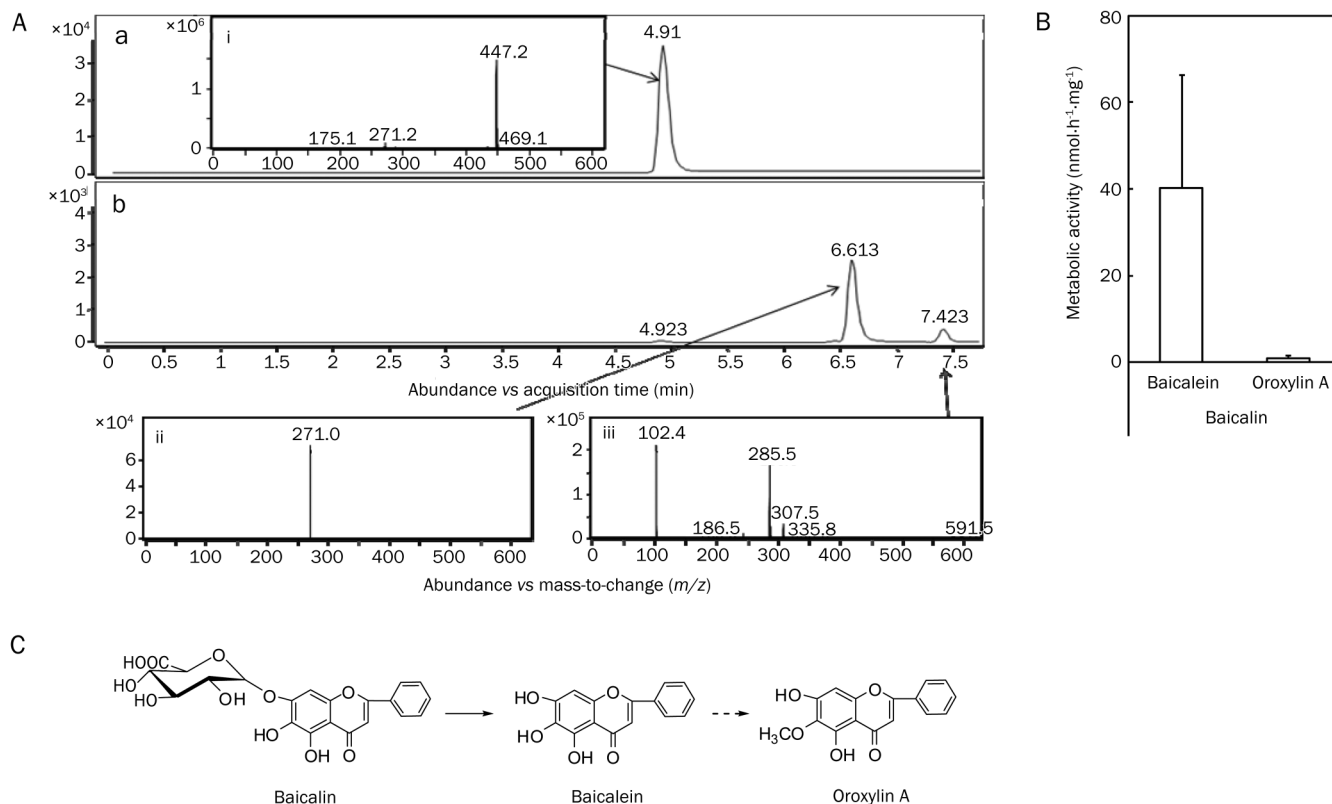 A
a
×10⁴
3
2
1
0
i
×10⁶
1
0
447.2
175.1
271.2
469.1
0 100 200 300 400 500 600
4.91
b
×10³
4
3
2
1
0
4.923
6.613
7.423
0 0.5 1 1.5 2 2.5 3 3.5 4 4.5 5 5.5 6 6.5 7 7.5
Abundance vs acquisition time (min)
ii
×10⁴
6
4
2
0
271.0
0 100 200 300 400 500 600
iii
×10⁵
2
1
0
102.4
285.5
186.5
307.5
335.8
591.5
0 100 200 300 400 500 600
Abundance vs mass-to-change (m/z)
B
Metabolic activity (nmol·h⁻¹·mg⁻¹)
80
60
40
20
0
Baicalein Oroxylin A
Baicalin
C
HOOC
O
HO
HO
OH
O
O
HO
OH
O
Baicalin
HO
O
HO
OH
O
Baicalein
HO
O
H₃CO
OH
O
Oroxylin A